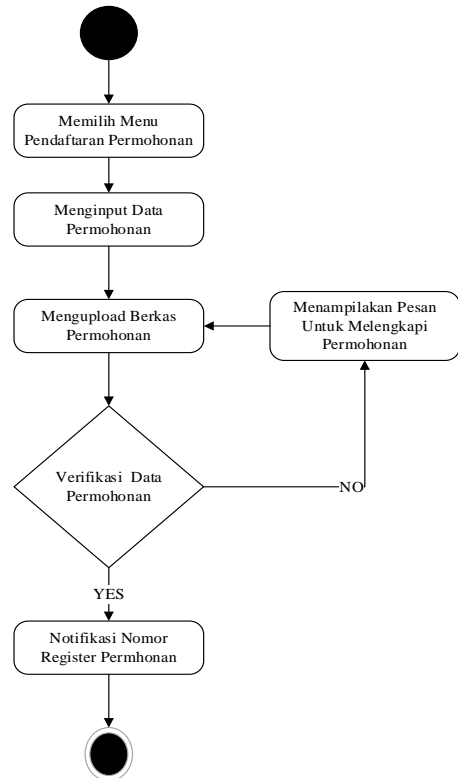 Memilih Menu
Pendaftaran Permohonan
Menginput Data
Permohonan
Mengupload Berkas
Permohonan
Menampilakan Pesan
Untuk Melengkapi
Permohonan
Verifikasi Data
Permohonan
NO
YES
Notifikasi Nomor
Register Permhonan